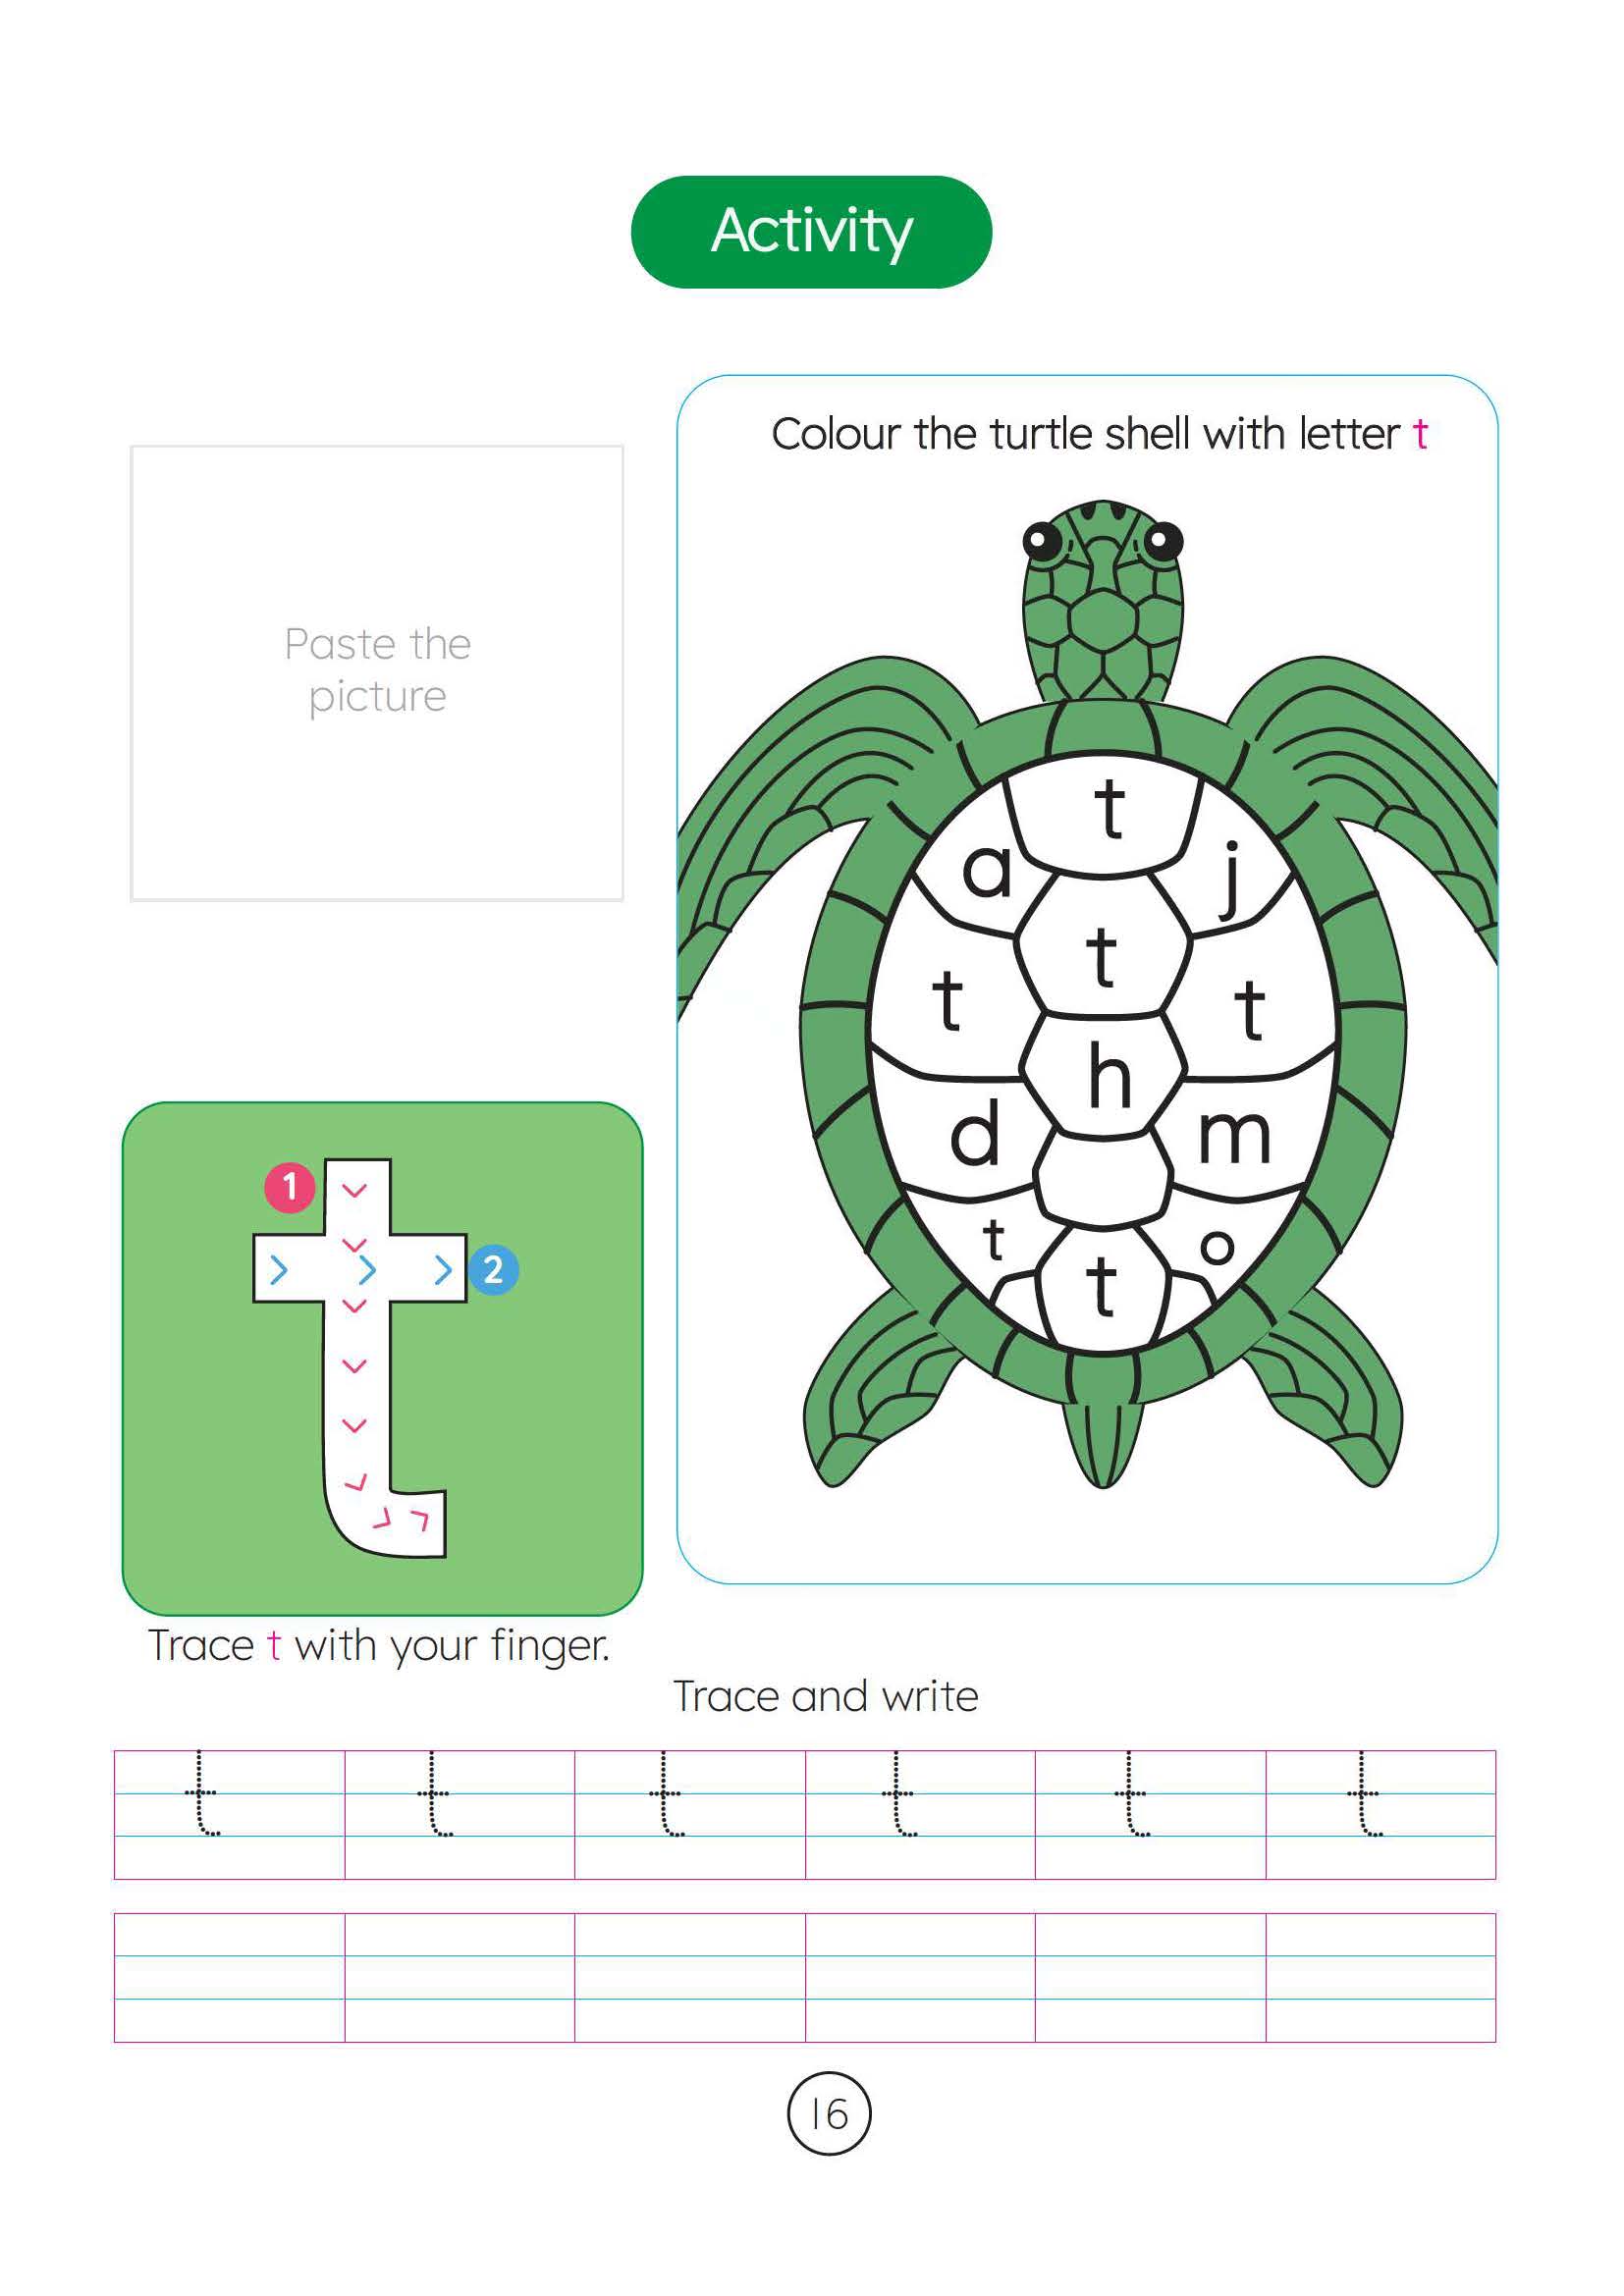 Activity
Colour the turtle shell with letter t
Paste the
picture
t
a
j
t
t
t
h
d
m
t
o
t
1
2
Trace t with your finger.
Trace and write
t t t t t t
16